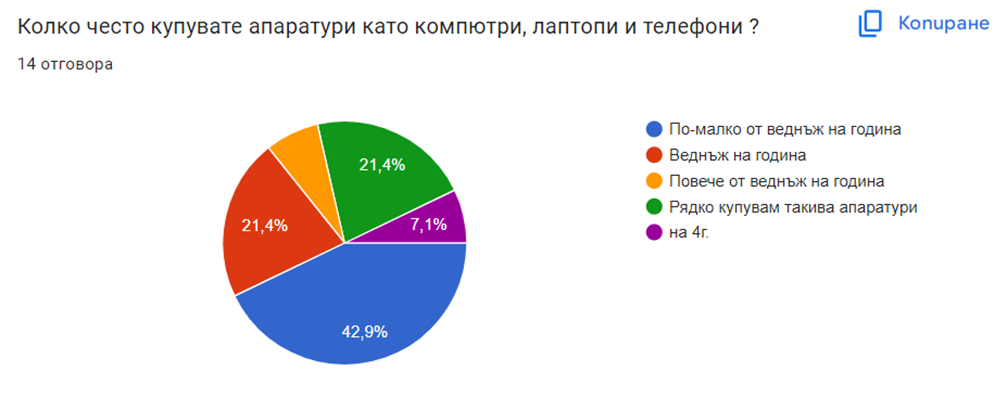 Колко често купувате апаратури като компютри, лаптопи и телефони ?
Копиране
14 отговора
21,4%
7,1%
21,4%
42,9%
По-малко от веднъж на година
Веднъж на година
Повече от веднъж на година
Рядко купувам такива апаратури
на 4г.